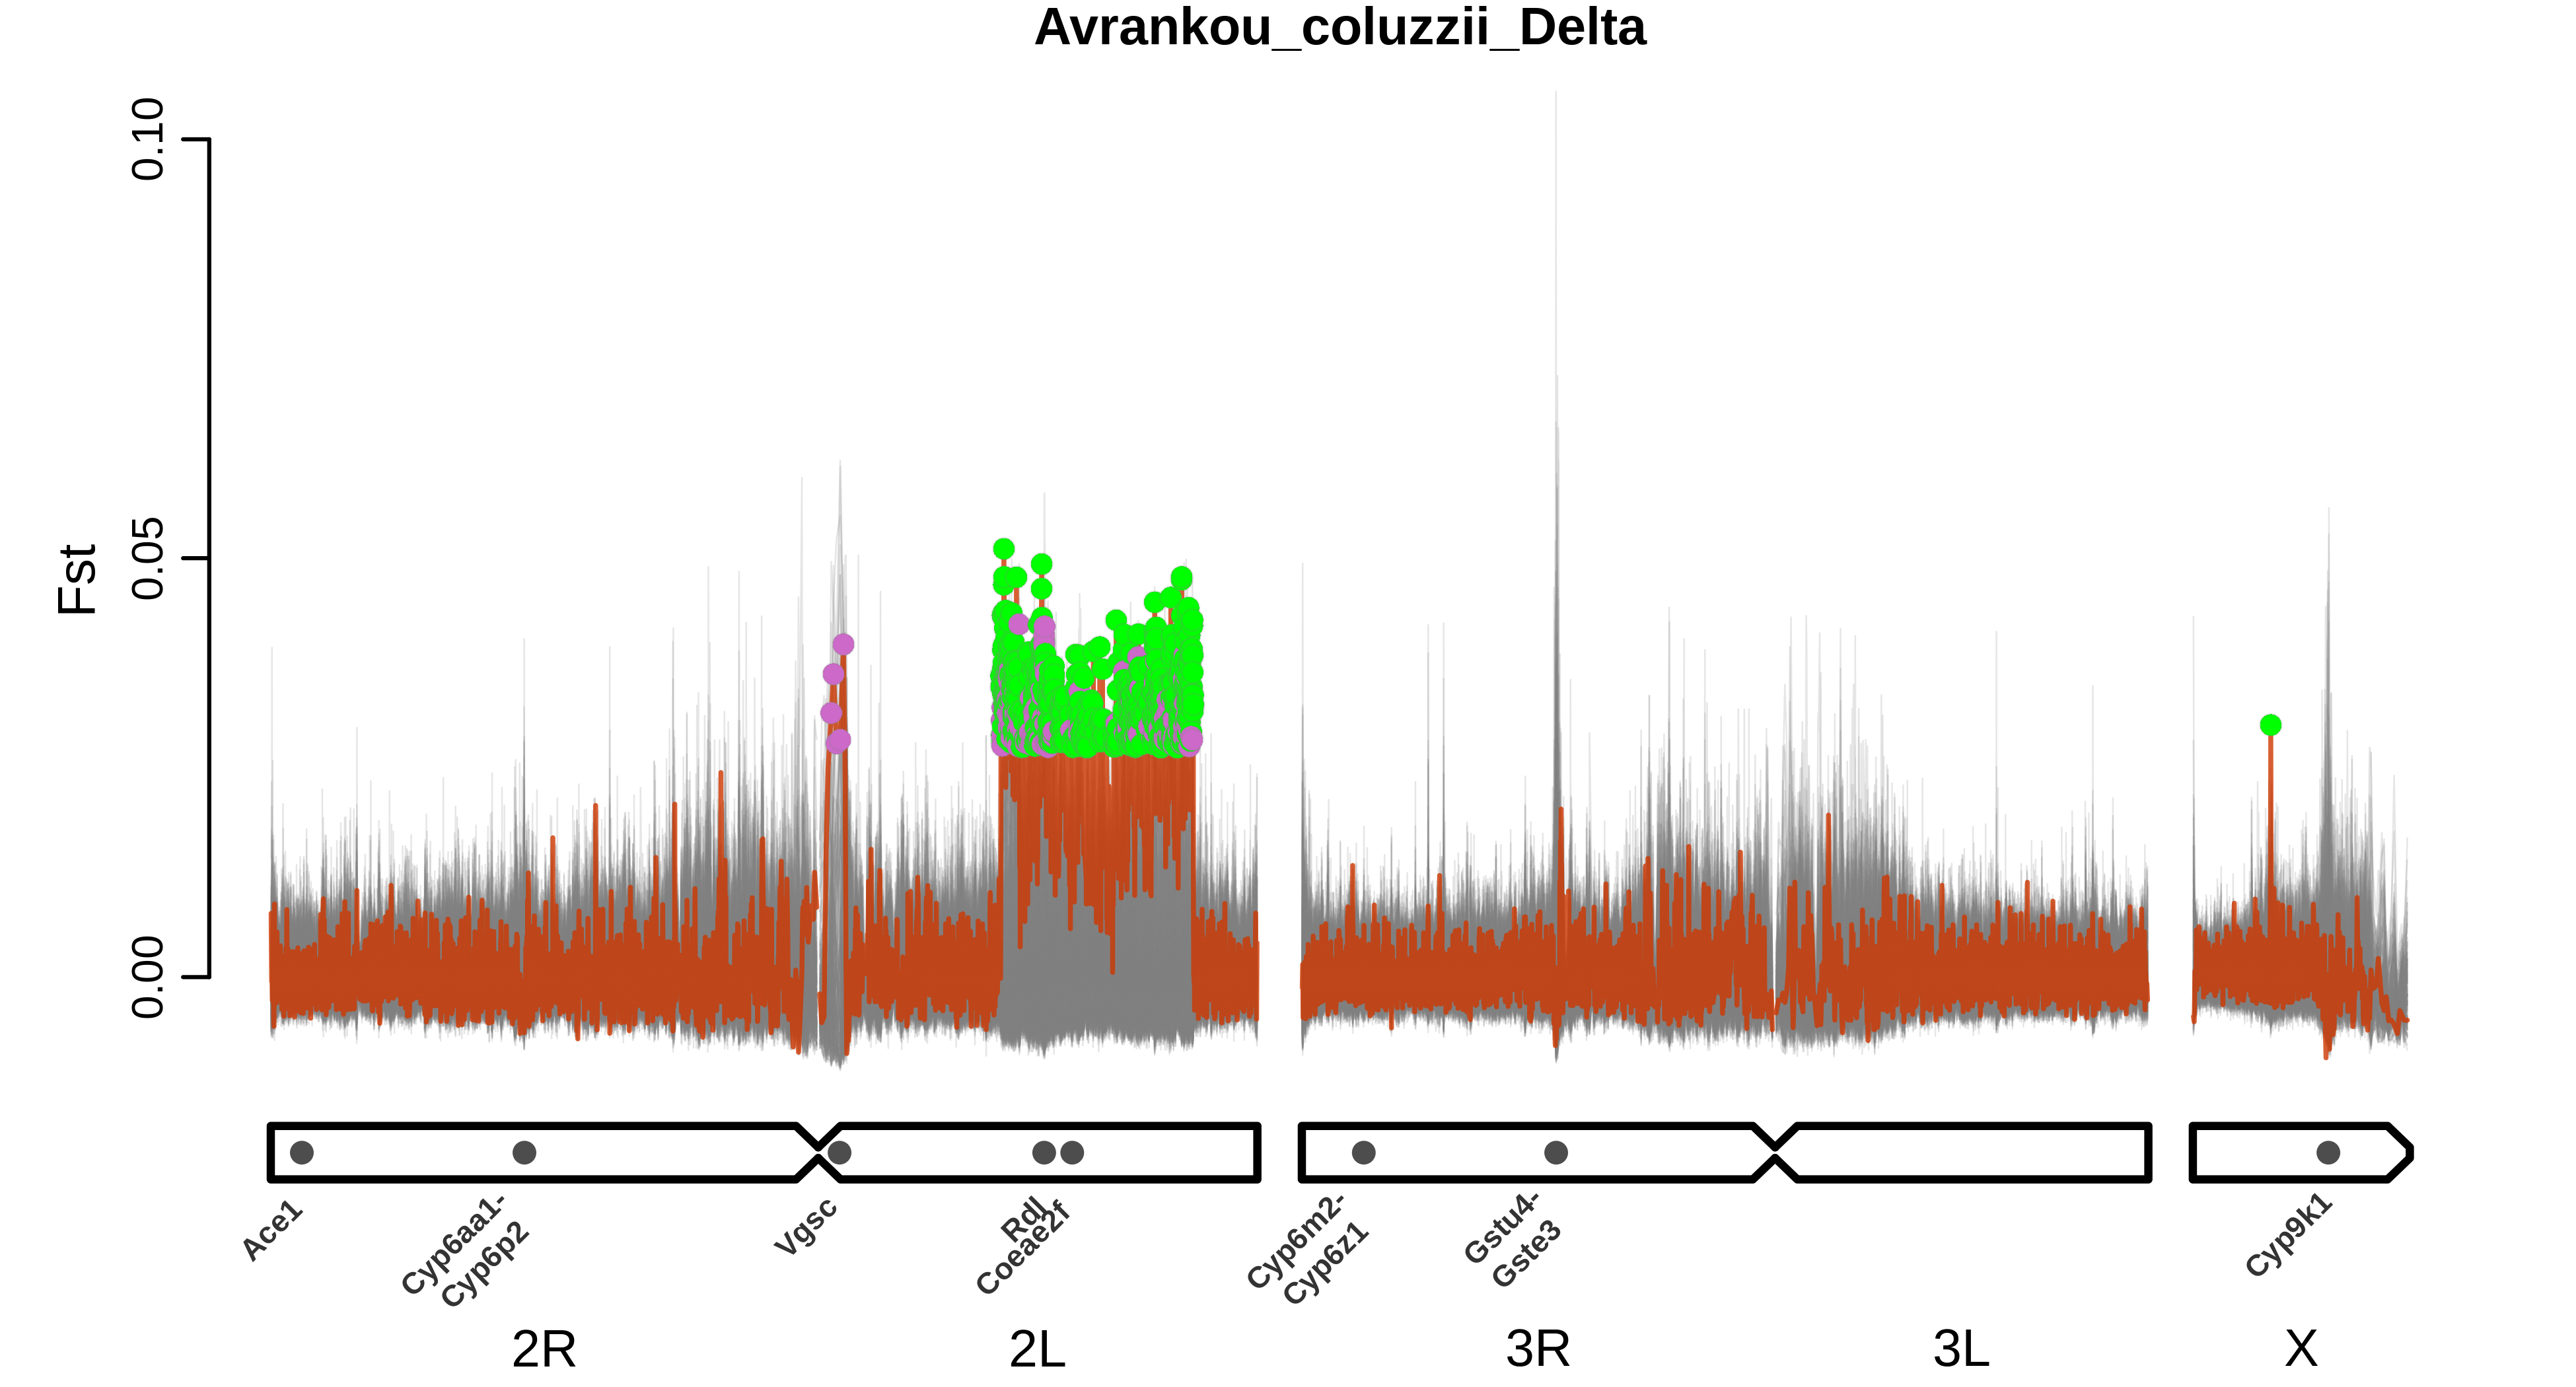 Avrankou_coluzzii_Delta
0.10
0.05
0.00
Fst
Ace1
Cyp6aa1-
Cyp6p2
Vgsc
Rdl
Coeae2f
Cyp6m2-
Cyp6z1
Gstu4-
Gste3
Cyp9k1
2R
2L
3R
3L
X